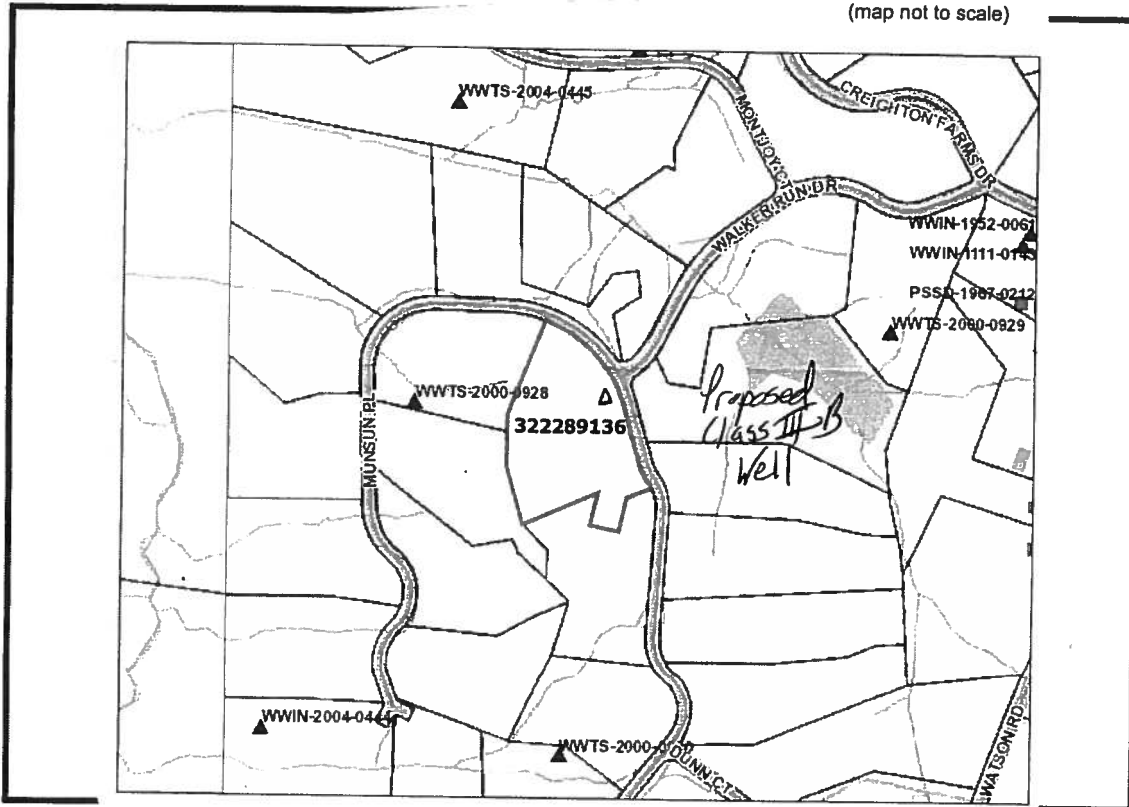 (map not to scale)
WWTS-2004-0445
CREIGHTON FARMS DR
MONTJOY CT
WALKER RUN DR
WWIN-1952-0061
WWIN-1111-0143
PSSD-1967-0212
WWTS-2000-0929
WWTS-2000-0928
322289136
Proposed
Class III-B
Well
MUNSUN PL
WWIN-2004-0444
WWTS-2000-0
DUNN CT
WATSON RD